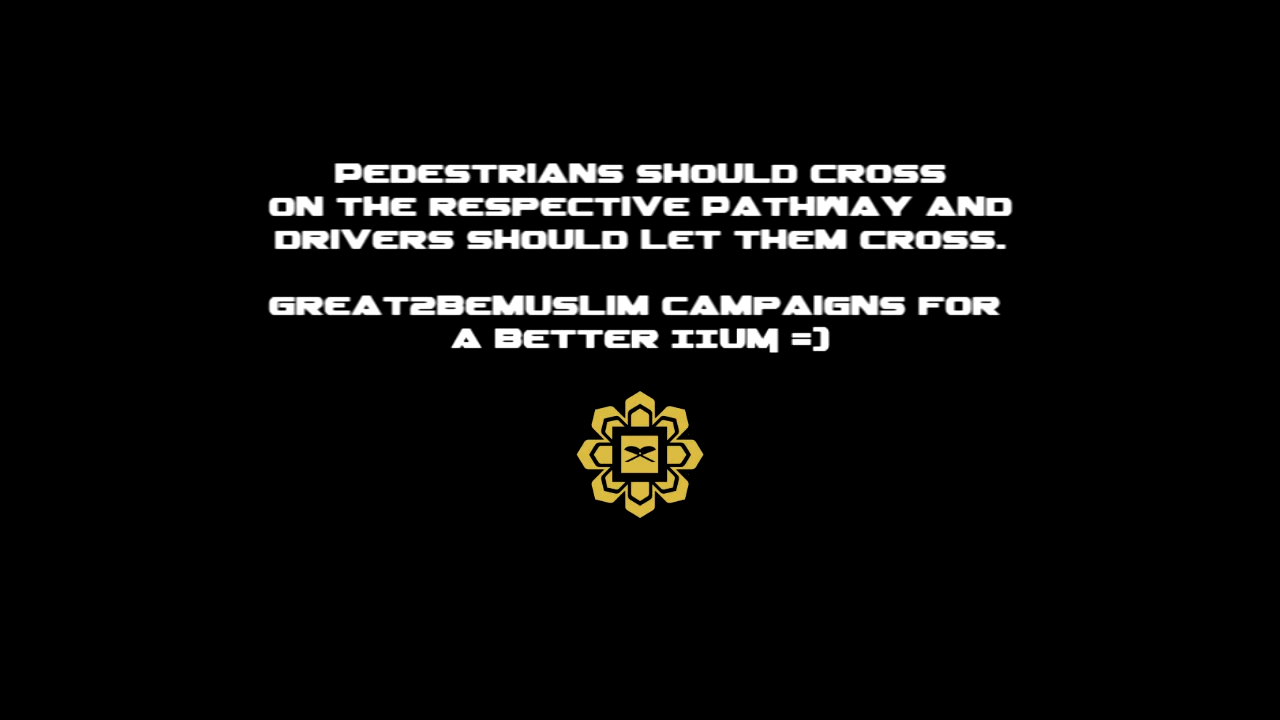 Pedestrians should cross
on the respective pathway and
drivers should let them cross.
Great2BeMuslim campaigns for
a better IIUM =)